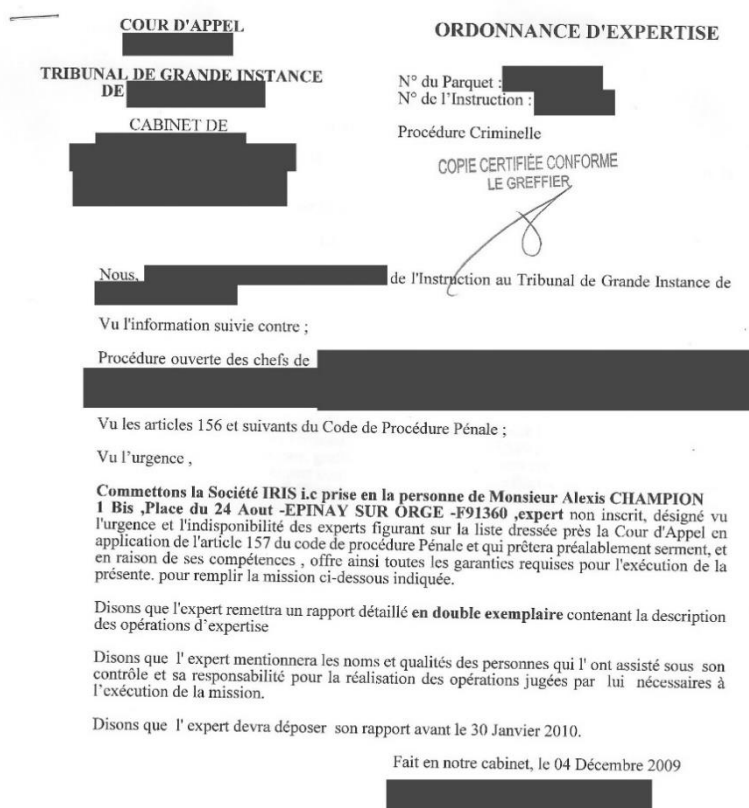 COUR D'APPEL
TRIBUNAL DE GRANDE INSTANCE
DE
CABINET DE
ORDONNANCE D'EXPERTISE
N° du Parquet :
N° de l'Instruction :
Procédure Criminelle
COPIE CERTIFIÉE CONFORME
LE GREFFIER
Nous, de l'Instruction au Tribunal de Grande Instance de
Vu l'information suivie contre ;
Procédure ouverte des chefs de
Vu les articles 156 et suivants du Code de Procédure Pénale ;
Vu l'urgence ,
Commettons la Société IRIS i.c prise en la personne de Monsieur Alexis CHAMPION
1 Bis ,Place du 24 Aout -EPINAY SUR ORGE -F91360 ,expert non inscrit, désigné vu
l'urgence et l'indisponibilité des experts figurant sur la liste dressée près la Cour d'Appel en
application de l'article 157 du code de procédure Pénale et qui prêtera préalablement serment, et
en raison de ses compétences , offre ainsi toutes les garanties requises pour l'exécution de la
présente. pour remplir la mission ci-dessous indiquée.
Disons que l'expert remettra un rapport détaillé en double exemplaire contenant la description
des opérations d'expertise
Disons que l' expert mentionnera les noms et qualités des personnes qui l' ont assisté sous son
contrôle et sa responsabilité pour la réalisation des opérations jugées par lui nécessaires à
l'exécution de la mission.
Disons que l' expert devra déposer son rapport avant le 30 Janvier 2010.
Fait en notre cabinet, le 04 Décembre 2009